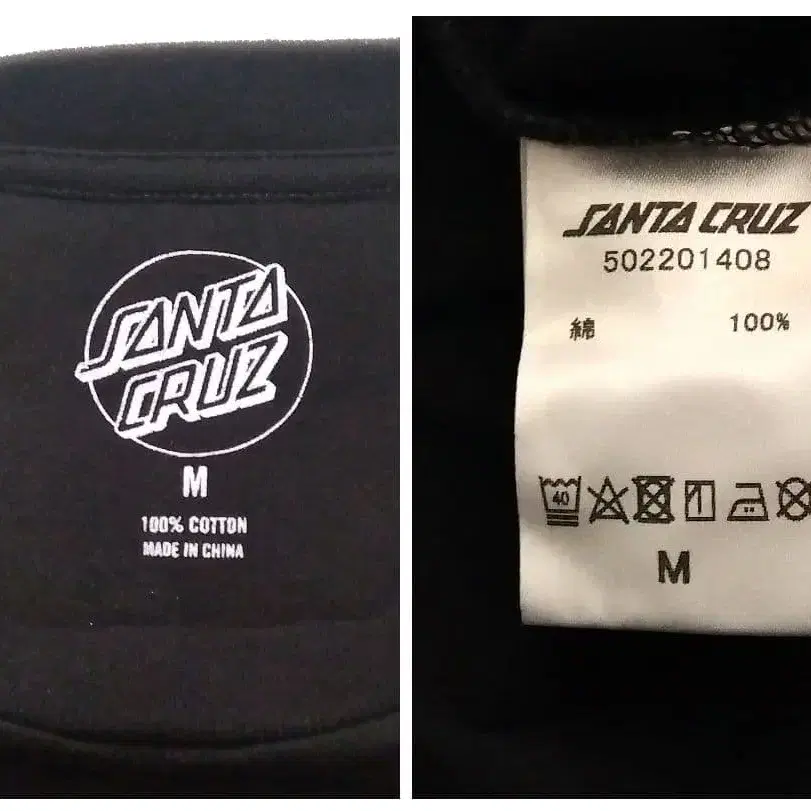 SANTA
CRUZ
M
100% COTTON
MADE IN CHINA
SANTA CRUZ
502201408
綿 100%
40
M